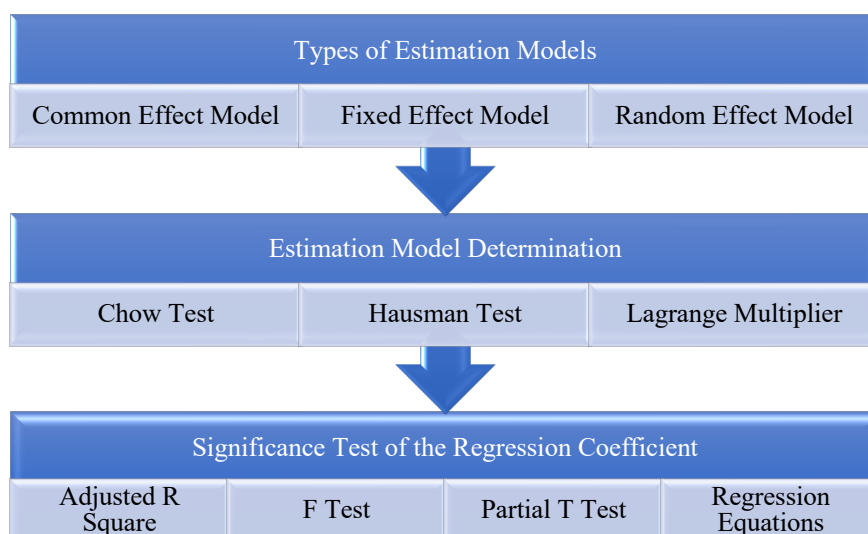 Types of Estimation Models
Common Effect Model
Fixed Effect Model
Random Effect Model
Estimation Model Determination
Chow Test
Hausman Test
Lagrange Multiplier
Significance Test of the Regression Coefficient
Adjusted R
Square
F Test
Partial T Test
Regression
Equations